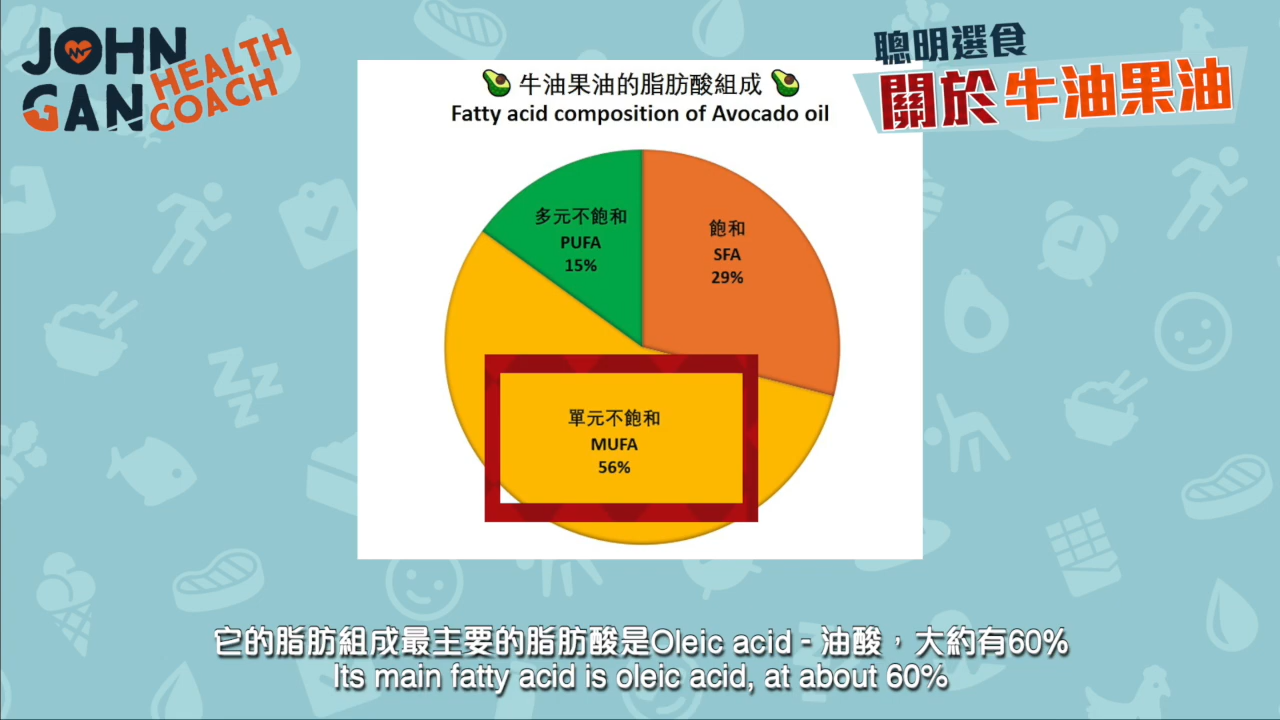 JOHN
GAN
HEALTH
COACH
聰明選食
關於牛油果油
牛油果油的脂肪酸組成
Fatty acid composition of Avocado oil
多元不飽和
PUFA
15%
飽和
SFA
29%
單元不飽和
MUFA
56%
它的脂肪組成最主要的脂肪酸是Oleic acid - 油酸，大約有60%
Its main fatty acid is oleic acid, at about 60%